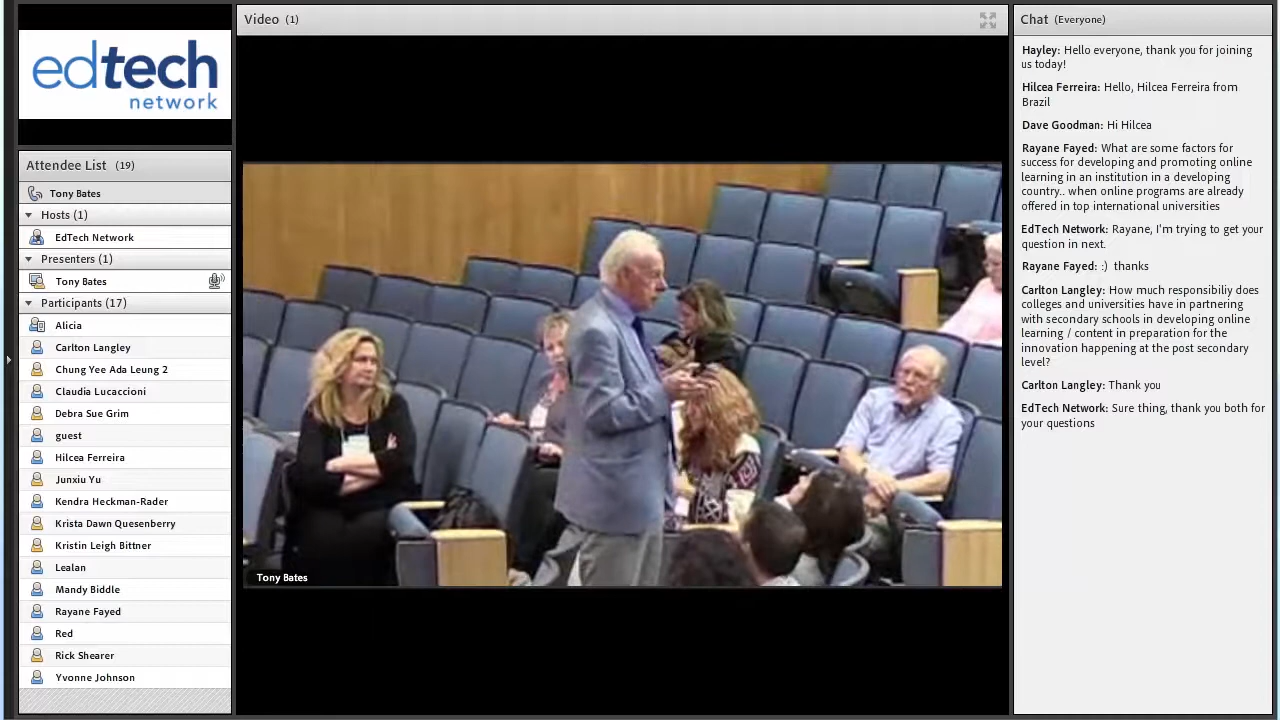 edtech
network
Attendee List (19)
Tony Bates
Hosts (1)
EdTech Network
Presenters (1)
Tony Bates
Participants (17)
Alicia
Carlton Langley
Chung Yee Ada Leung 2
Claudia Lucaccioni
Debra Sue Grim
guest
Hilcea Ferreira
Junxiu Yu
Kendra Heckman-Rader
Krista Dawn Quesenberry
Kristin Leigh Bittner
Lealan
Mandy Biddle
Rayane Fayed
Red
Rick Shearer
Yvonne Johnson
Video (1)
Tony Bates
Chat (Everyone)
Hayley: Hello everyone, thank you for joining
us today!
Hilcea Ferreira: Hello, Hilcea Ferreira from
Brazil
Dave Goodman: Hi Hilcea
Rayane Fayed: What are some factors for
success for developing and promoting online
learning in an institution in a developing
country.. when online programs are already
offered in top international universities
EdTech Network: Rayane, I'm trying to get your
question in next.
Rayane Fayed: :) thanks
Carlton Langley: How much responsibiliy does
colleges and universities have in partnering
with secondary schools in developing online
learning / content in preparation for the
innovation happening at the post secondary
level?
Carlton Langley: Thank you
EdTech Network: Sure thing, thank you both for
your questions